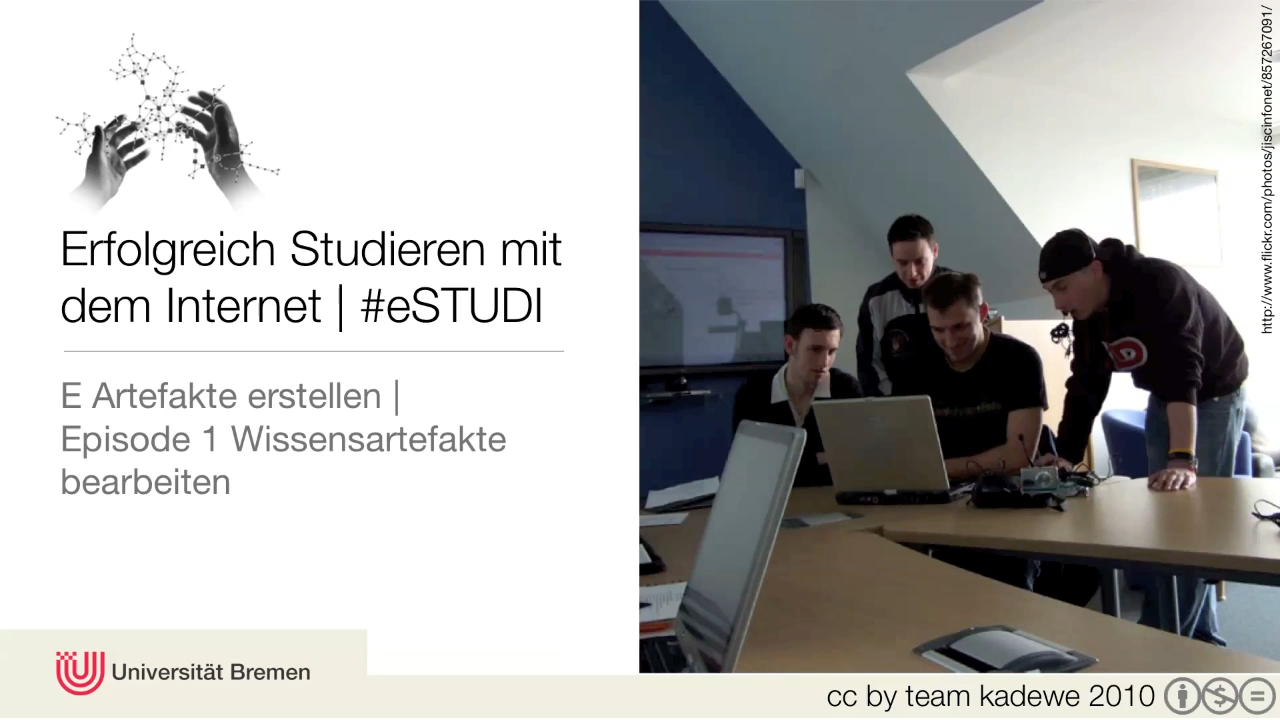 Erfolgreich Studieren mit
dem Internet | #eSTUDI
E Artefakte erstellen |
Episode 1 Wissensartefakte
bearbeiten
Universität Bremen
cc by team kadewe 2010
http://www.flickr.com/photos/jiscinfonet/857267091/